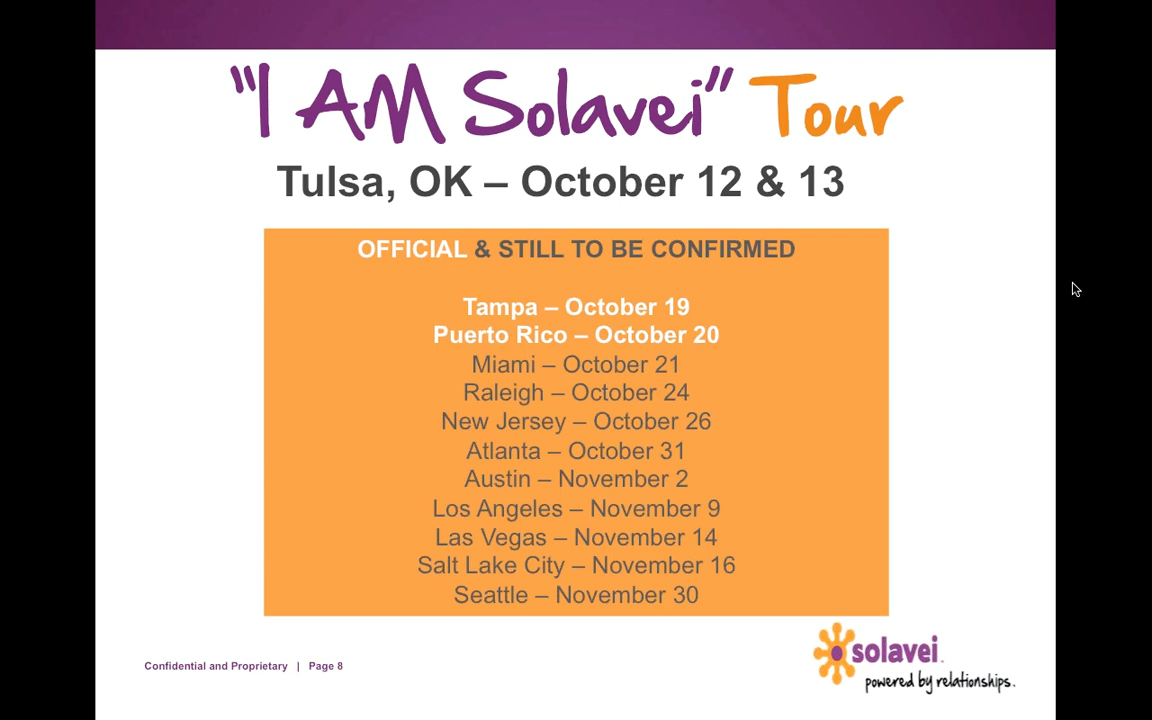 "I AM Solavei" Tour
Tulsa, OK – October 12 & 13
OFFICIAL & STILL TO BE CONFIRMED
Tampa – October 19
Puerto Rico – October 20
Miami – October 21
Raleigh – October 24
New Jersey – October 26
Atlanta – October 31
Austin – November 2
Los Angeles – November 9
Las Vegas – November 14
Salt Lake City – November 16
Seattle – November 30
solavei
powered by relationships.
Confidential and Proprietary | Page 8